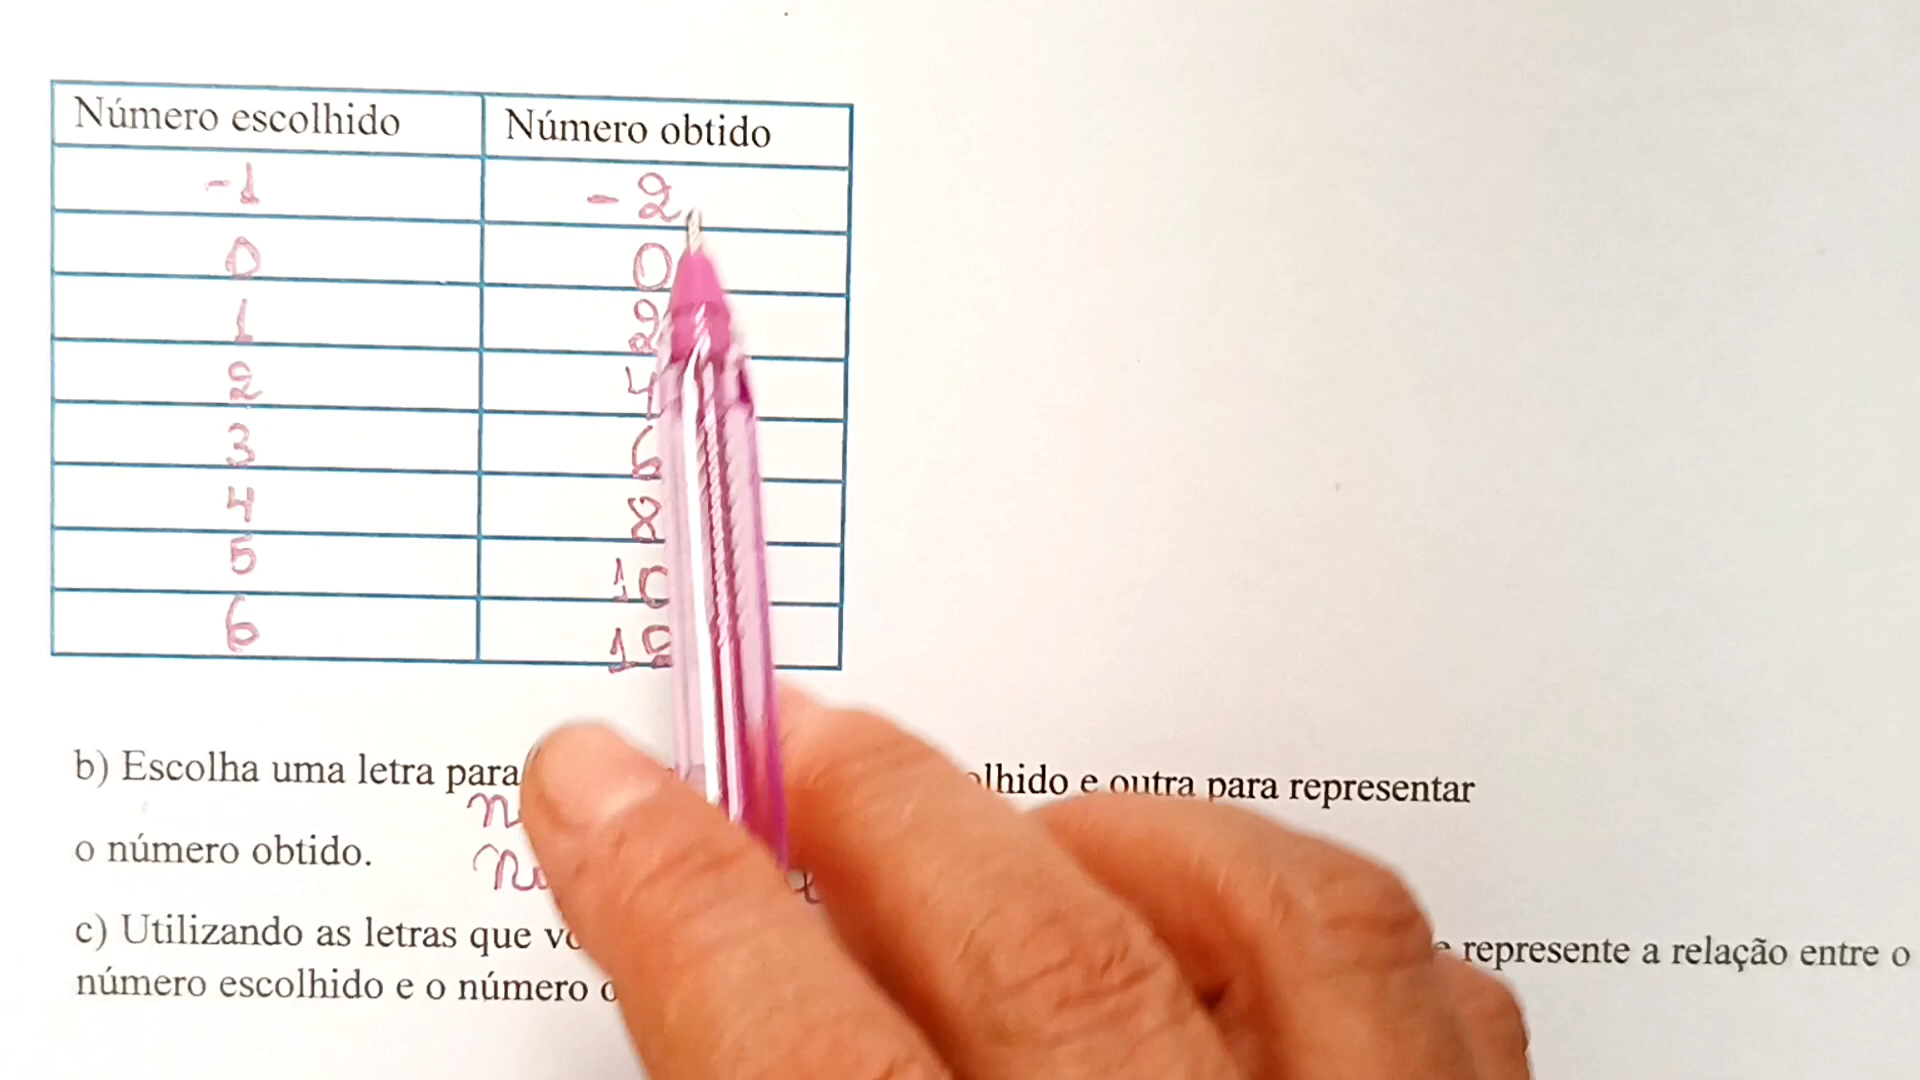 Número escolhido Número obtido
-1 -2
0 0
1 2
2 4
3 6
4 8
5 10
6 12
b) Escolha uma letra para e outra para representar
o número obtido.
c) Utilizando as letras que represente a relação entre o
número escolhido e o número